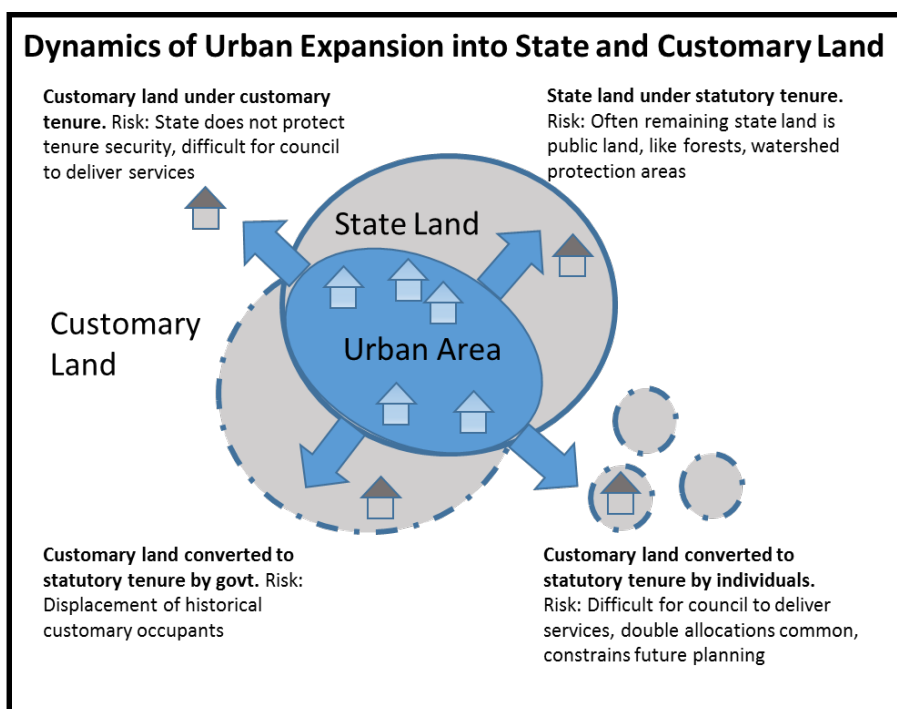 Dynamics of Urban Expansion into State and Customary Land
Customary land under customary
tenure. Risk: State does not protect
tenure security, difficult for council
to deliver services
State land under statutory tenure.
Risk: Often remaining state land is
public land, like forests, watershed
protection areas
State Land
Customary
Land
Urban Area
Customary land converted to
statutory tenure by govt. Risk:
Displacement of historical
customary occupants
Customary land converted to
statutory tenure by individuals.
Risk: Difficult for council to deliver
services, double allocations common,
constrains future planning